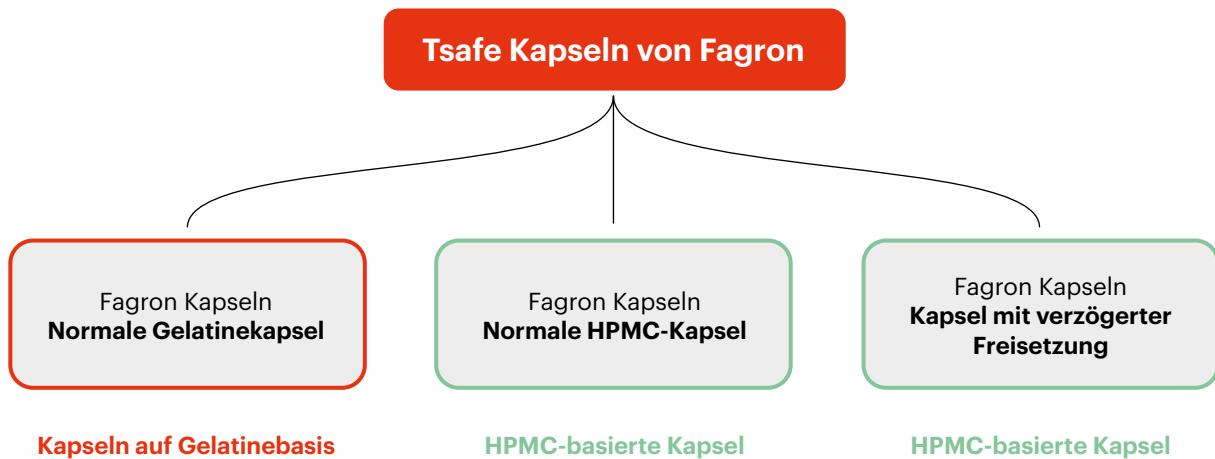 Tsafe Kapseln von Fagron
Fagron Kapseln
Normale Gelatinekapsel
Fagron Kapseln
Normale HPMC-Kapsel
Fagron Kapseln
Kapsel mit verzögerter
Freisetzung
Kapseln auf Gelatinebasis
HPMC-basierte Kapsel
HPMC-basierte Kapsel